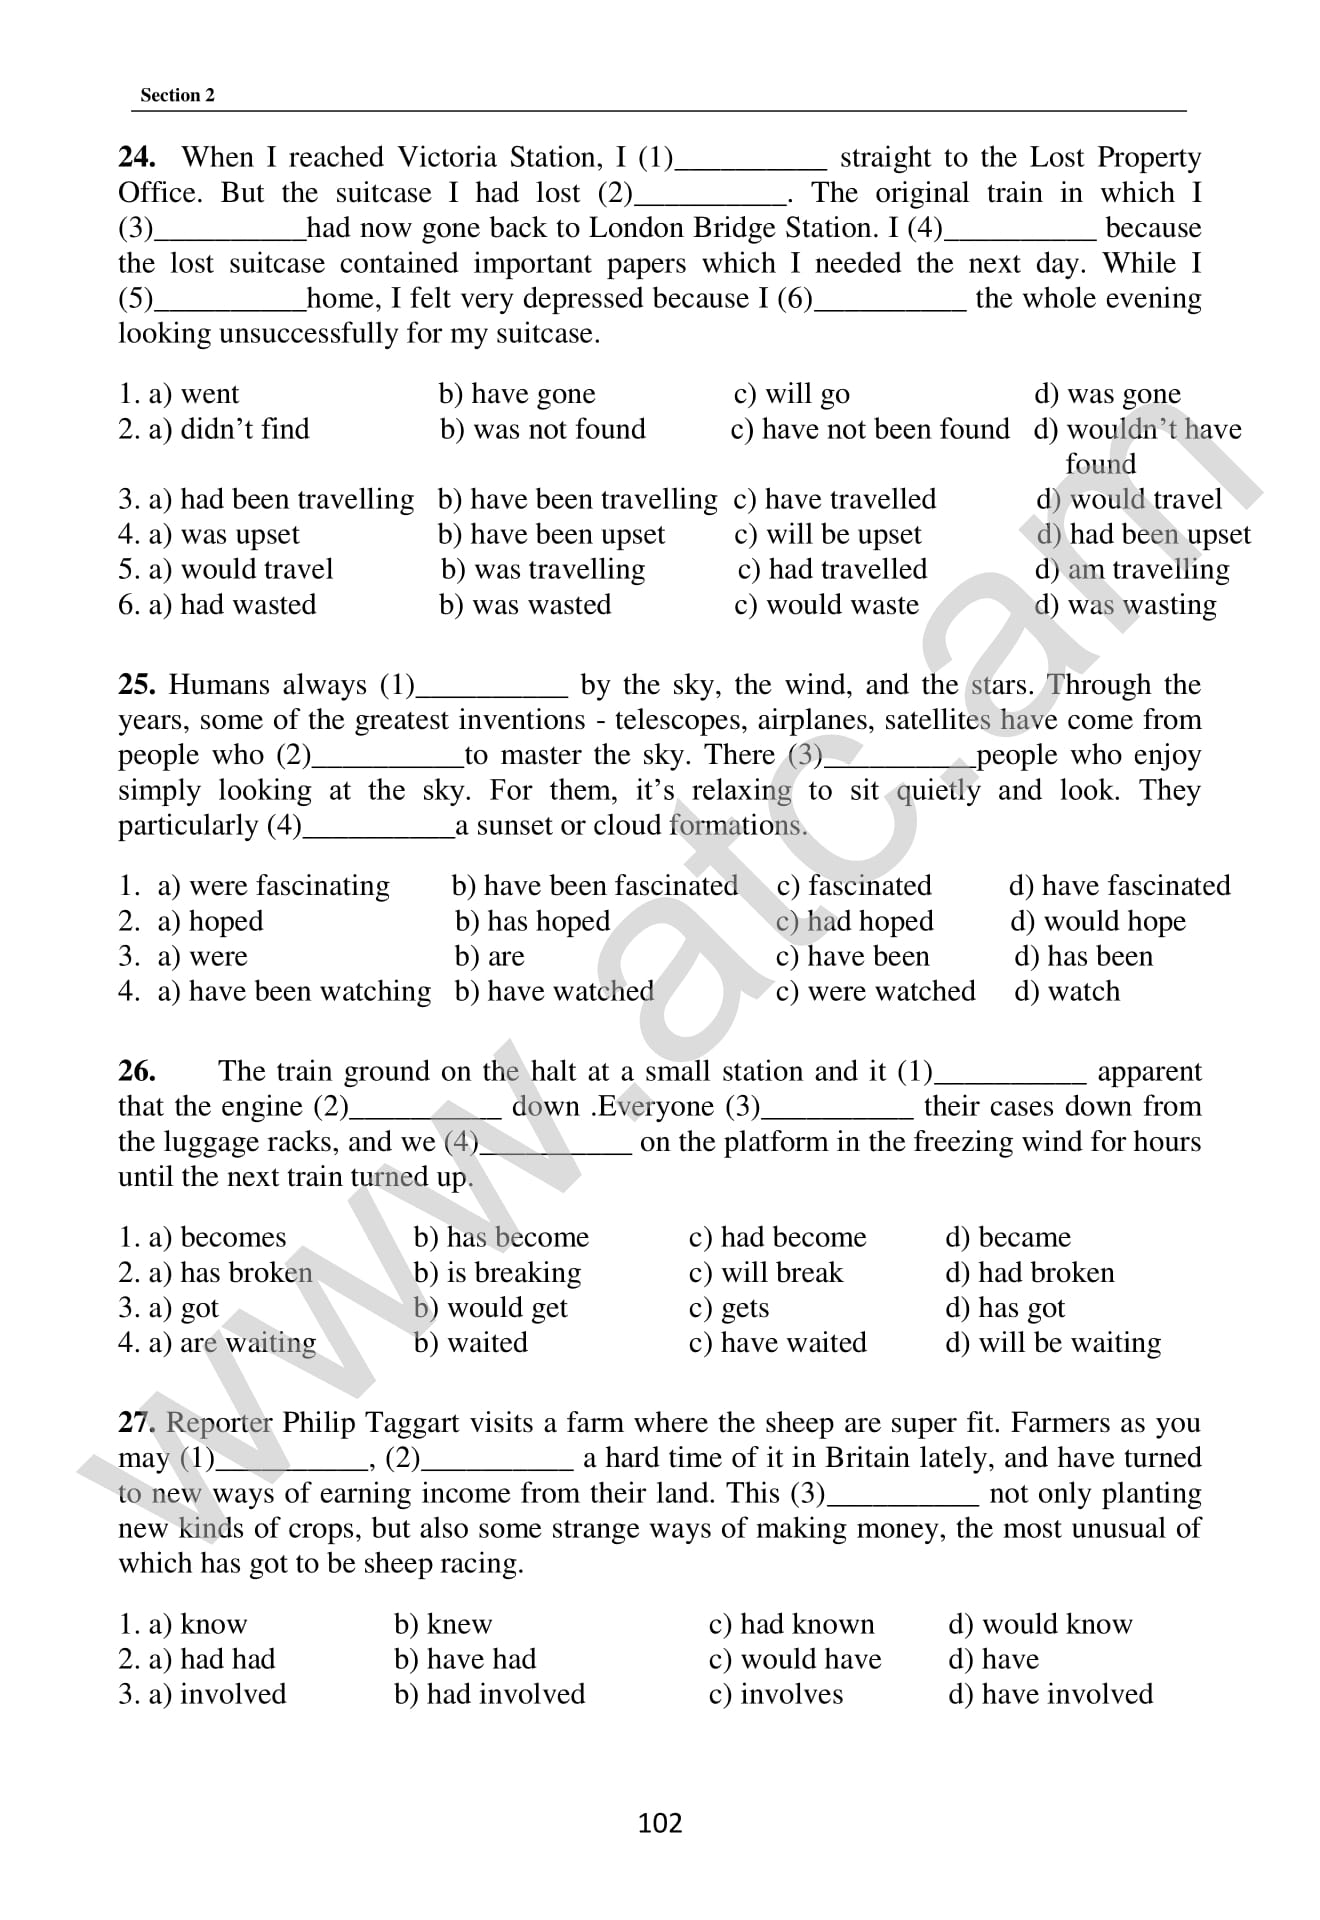 Section 2
24. When I reached Victoria Station, I (1)__________ straight to the Lost Property
Office. But the suitcase I had lost (2)__________. The original train in which I
(3)__________had now gone back to London Bridge Station. I (4)__________ because
the lost suitcase contained important papers which I needed the next day. While I
(5)__________home, I felt very depressed because I (6)__________ the whole evening
looking unsuccessfully for my suitcase.
1. a) went b) have gone c) will go d) was gone
2. a) didn’t find b) was not found c) have not been found d) wouldn’t have
found
3. a) had been travelling b) have been travelling c) have travelled d) would travel
4. a) was upset b) have been upset c) will be upset d) had been upset
5. a) would travel b) was travelling c) had travelled d) am travelling
6. a) had wasted b) was wasted c) would waste d) was wasting
25. Humans always (1)__________ by the sky, the wind, and the stars. Through the
years, some of the greatest inventions - telescopes, airplanes, satellites have come from
people who (2)__________to master the sky. There (3)__________people who enjoy
simply looking at the sky. For them, it’s relaxing to sit quietly and look. They
particularly (4)__________a sunset or cloud formations.
1. a) were fascinating b) have been fascinated c) fascinated d) have fascinated
2. a) hoped b) has hoped c) had hoped d) would hope
3. a) were b) are c) have been d) has been
4. a) have been watching b) have watched c) were watched d) watch
26. The train ground on the halt at a small station and it (1)__________ apparent
that the engine (2)__________ down .Everyone (3)__________ their cases down from
the luggage racks, and we (4)__________ on the platform in the freezing wind for hours
until the next train turned up.
1. a) becomes b) has become c) had become d) became
2. a) has broken b) is breaking c) will break d) had broken
3. a) got b) would get c) gets d) has got
4. a) are waiting b) waited c) have waited d) will be waiting
27. Reporter Philip Taggart visits a farm where the sheep are super fit. Farmers as you
may (1)__________, (2)__________ a hard time of it in Britain lately, and have turned
to new ways of earning income from their land. This (3)__________ not only planting
new kinds of crops, but also some strange ways of making money, the most unusual of
which has got to be sheep racing.
1. a) know b) knew c) had known d) would know
2. a) had had b) have had c) would have d) have
3. a) involved b) had involved c) involves d) have involved
102
www.atc.am